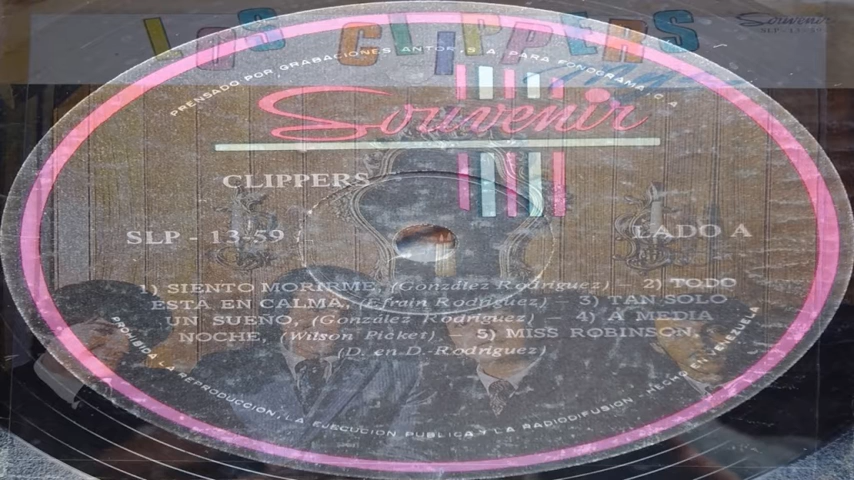 LOS CLIPPERS
Souvenir
SLP - 13-59
PRENSADO POR GRABACIONES ANTOR, S. A. PARA FONODRAMA, C. A.
Souvenir
CLIPPERS
SLP - 13-59
LADO A
1) SIENTO MORIRME, (González Rodríguez) – 2) TODO
ESTA EN CALMA, (Efraín Rodríguez) – 3) TAN SOLO
UN SUEÑO, (González Rodríguez) – 4) A MEDIA
NOCHE, (Wilson Picket) 5) MISS ROBINSON,
(D. en D.-Rodríguez)
PROHIBIDA LA REPRODUCCION, LA EJECUCION PUBLICA Y LA RADIODIFUSION - HECHO EN VENEZUELA